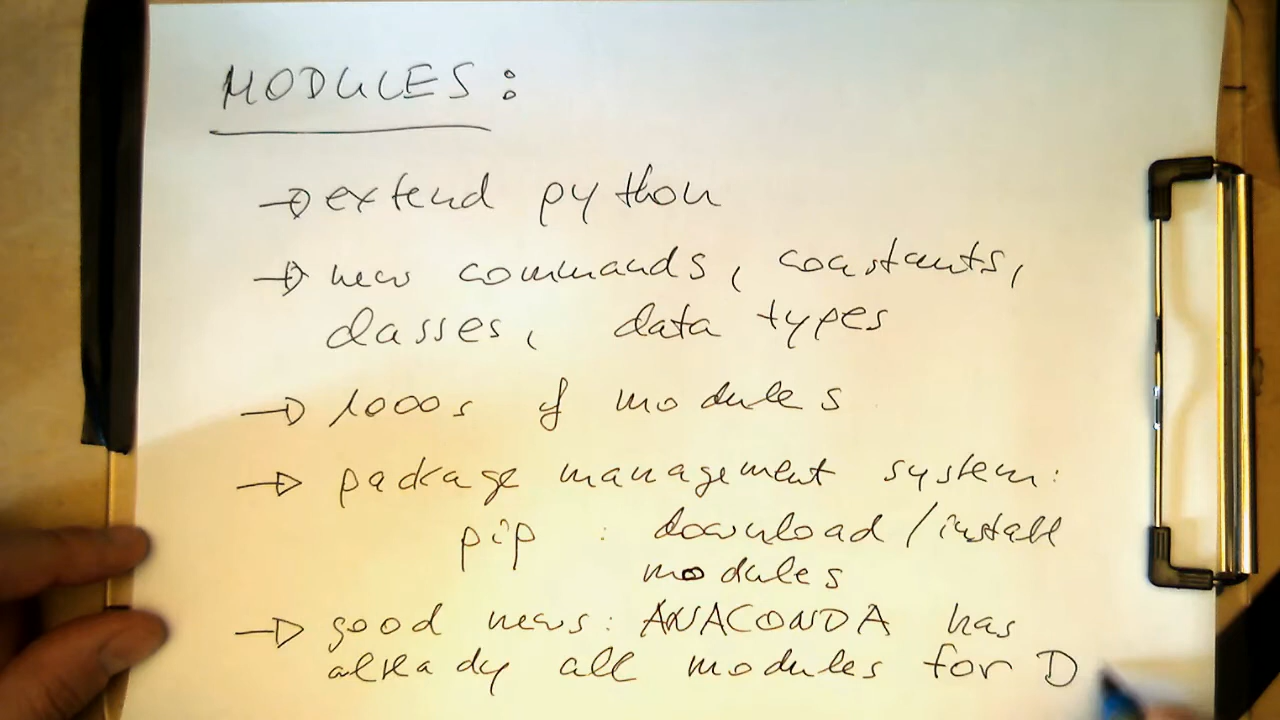 MODULES:
→ extend python
→ new commands, constants,
classes, data types
→ 1000s of modules
→ package management system:
pip : download / install
modules
→ good news: ANACONDA has
already all modules for D